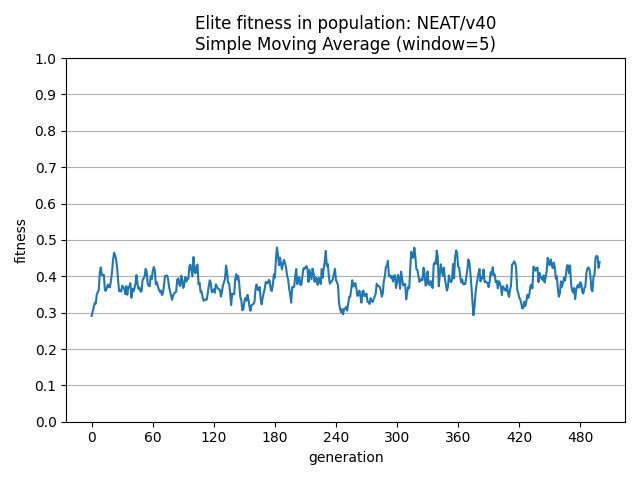 Elite fitness in population: NEAT/v40
Simple Moving Average (window=5)
1.0
0.9
0.8
0.7
0.6
0.5
0.4
0.3
0.2
0.1
0.0
fitness
0 60 120 180 240 300 360 420 480
generation